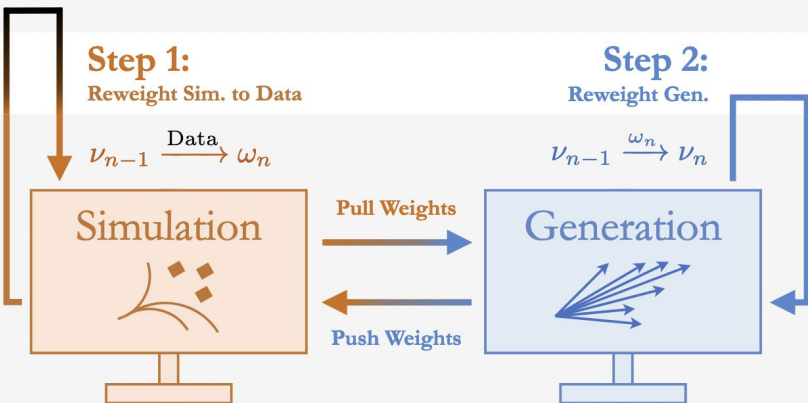 Step 1:
Reweight Sim. to Data
ν_{n−1} —Data→ ω_n
Simulation
Pull Weights
Push Weights
Step 2:
Reweight Gen.
ν_{n−1} —ω_n→ ν_n
Generation